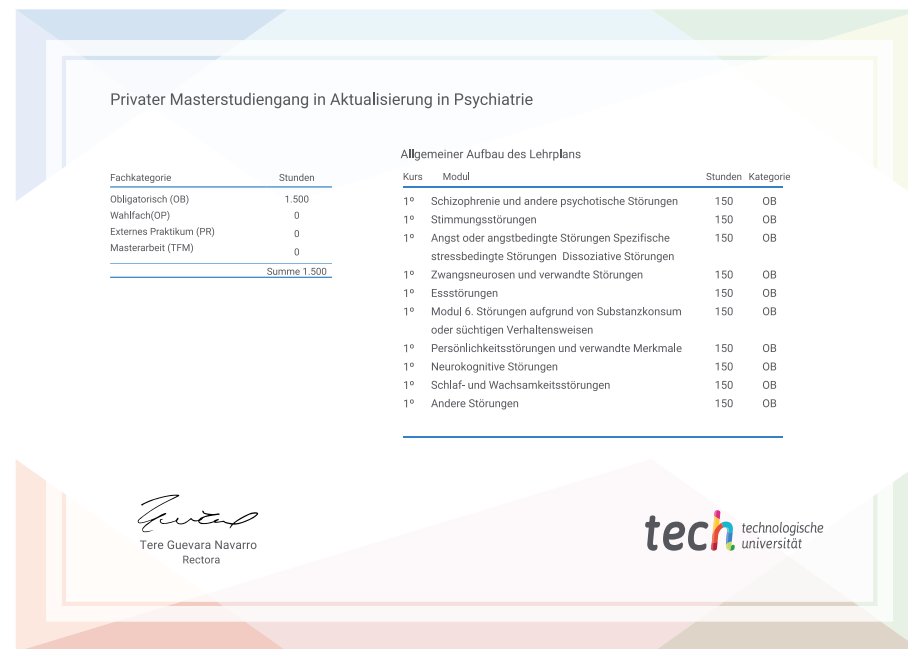 Privater Masterstudiengang in Aktualisierung in Psychiatrie
Fachkategorie Stunden
Obligatorisch (OB) 1.500
Wahlfach(OP) 0
Externes Praktikum (PR) 0
Masterarbeit (TFM) 0
Summe 1.500
Allgemeiner Aufbau des Lehrplans
Kurs Modul Stunden Kategorie
1º Schizophrenie und andere psychotische Störungen 150 OB
1º Stimmungsstörungen 150 OB
1º Angst oder angstbedingte Störungen Spezifische 150 OB
stressbedingte Störungen Dissoziative Störungen
1º Zwangsneurosen und verwandte Störungen 150 OB
1º Essstörungen 150 OB
1º Modul 6. Störungen aufgrund von Substanzkonsum 150 OB
oder süchtigen Verhaltensweisen
1º Persönlichkeitsstörungen und verwandte Merkmale 150 OB
1º Neurokognitive Störungen 150 OB
1º Schlaf- und Wachsamkeitsstörungen 150 OB
1º Andere Störungen 150 OB
Tere Guevara Navarro
Rectora
tech technologische
universität